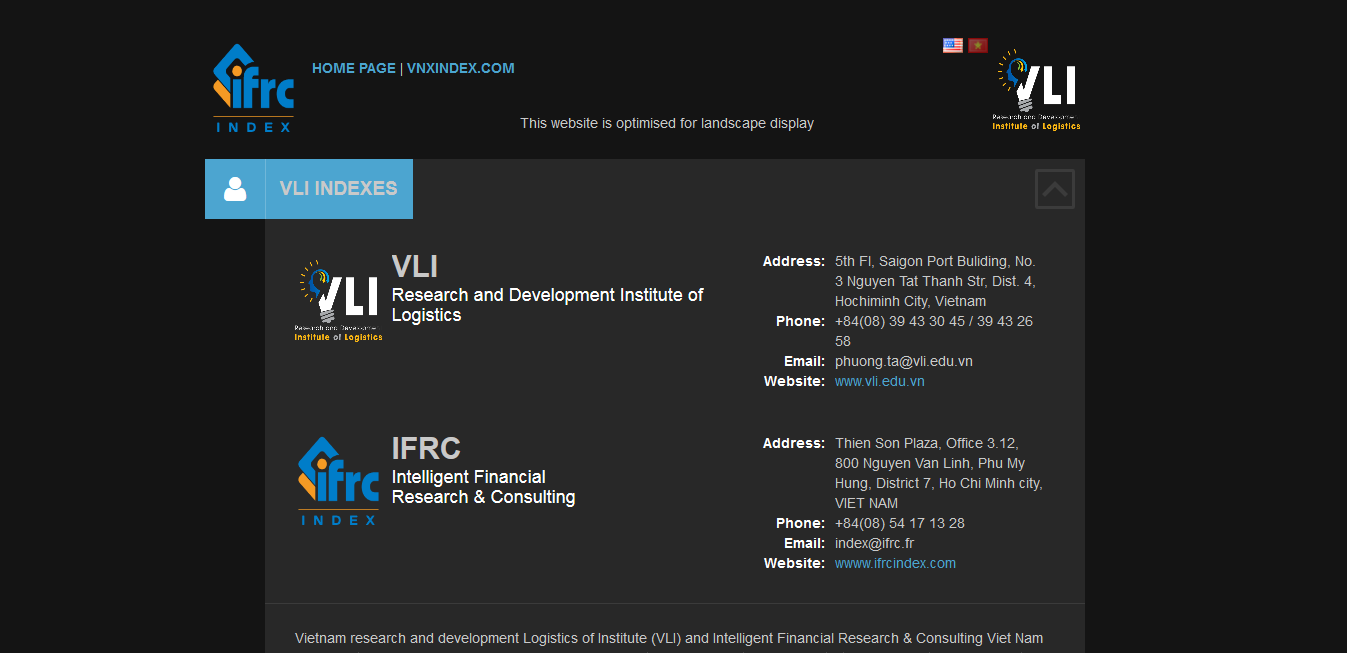 ifrc
INDEX
HOME PAGE | VNXINDEX.COM
This website is optimised for landscape display
VLI
Research and Developme
Institute of Logistics
VLI INDEXES
VLI
Research and Developme
Institute of Logistics
VLI
Research and Development Institute of
Logistics
Address: 5th Fl, Saigon Port Buliding, No.
3 Nguyen Tat Thanh Str, Dist. 4,
Hochiminh City, Vietnam
Phone: +84(08) 39 43 30 45 / 39 43 26
58
Email: phuong.ta@vli.edu.vn
Website: www.vli.edu.vn
ifrc
INDEX
IFRC
Intelligent Financial
Research & Consulting
Address: Thien Son Plaza, Office 3.12,
800 Nguyen Van Linh, Phu My
Hung, District 7, Ho Chi Minh city,
VIET NAM
Phone: +84(08) 54 17 13 28
Email: index@ifrc.fr
Website: wwww.ifrcindex.com
Vietnam research and development Logistics of Institute (VLI) and Intelligent Financial Research & Consulting Viet Nam